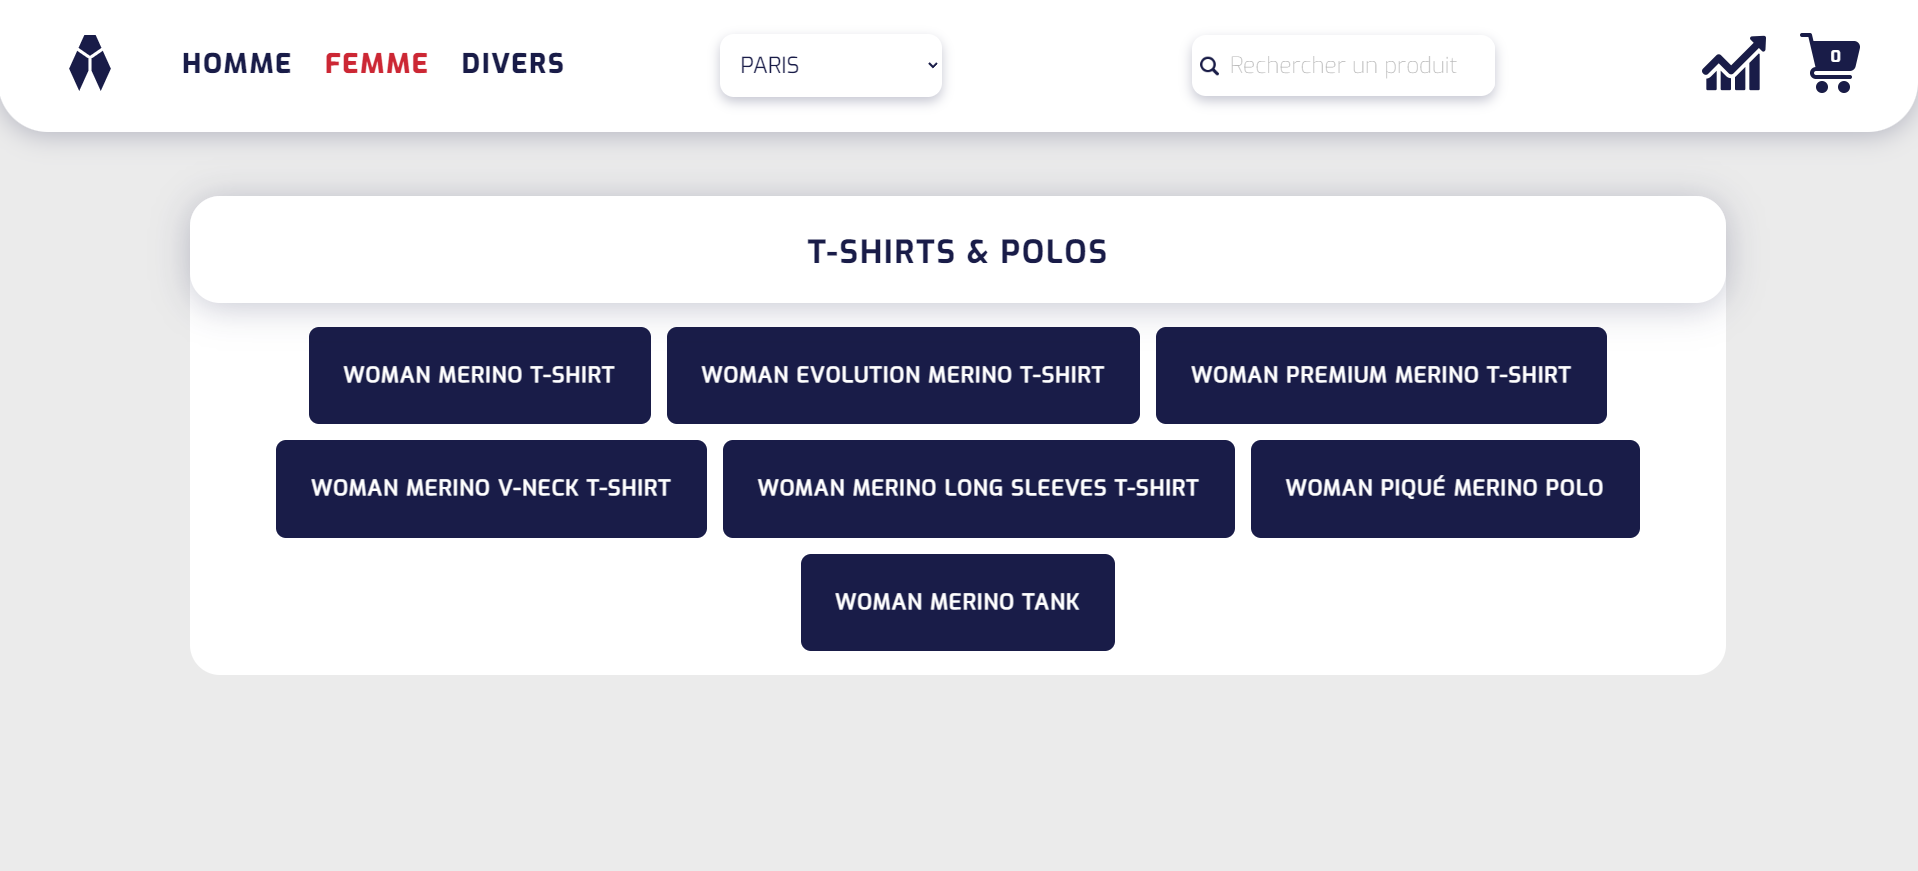 HOMME FEMME DIVERS PARIS Rechercher un produit 0
T-SHIRTS & POLOS
WOMAN MERINO T-SHIRT WOMAN EVOLUTION MERINO T-SHIRT WOMAN PREMIUM MERINO T-SHIRT
WOMAN MERINO V-NECK T-SHIRT WOMAN MERINO LONG SLEEVES T-SHIRT WOMAN PIQUÉ MERINO POLO
WOMAN MERINO TANK